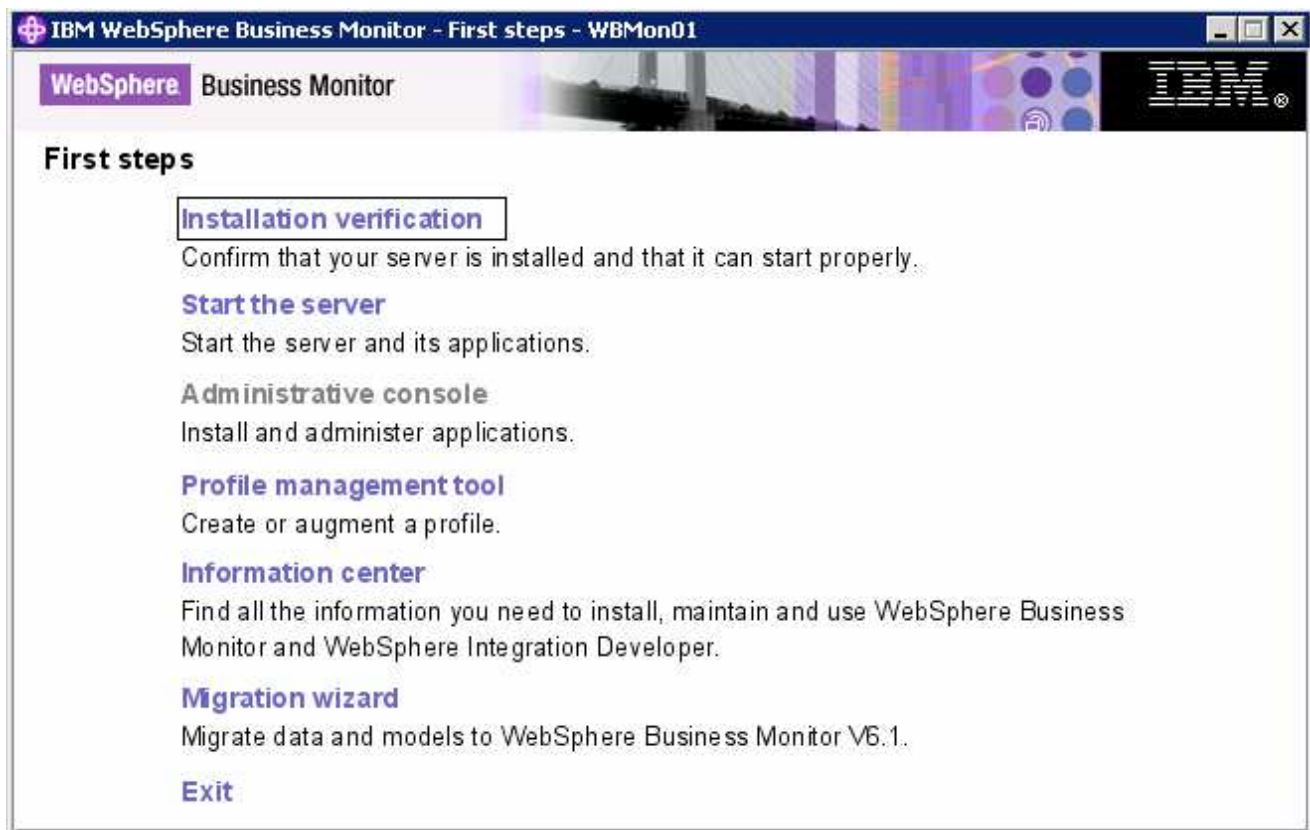 IBM WebSphere Business Monitor - First steps - WBMon01
WebSphere Business Monitor
IBM®
First steps
Installation verification
Confirm that your server is installed and that it can start properly.
Start the server
Start the server and its applications.
Administrative console
Install and administer applications.
Profile management tool
Create or augment a profile.
Information center
Find all the information you need to install, maintain and use WebSphere Business
Monitor and WebSphere Integration Developer.
Migration wizard
Migrate data and models to WebSphere Business Monitor V6.1.
Exit